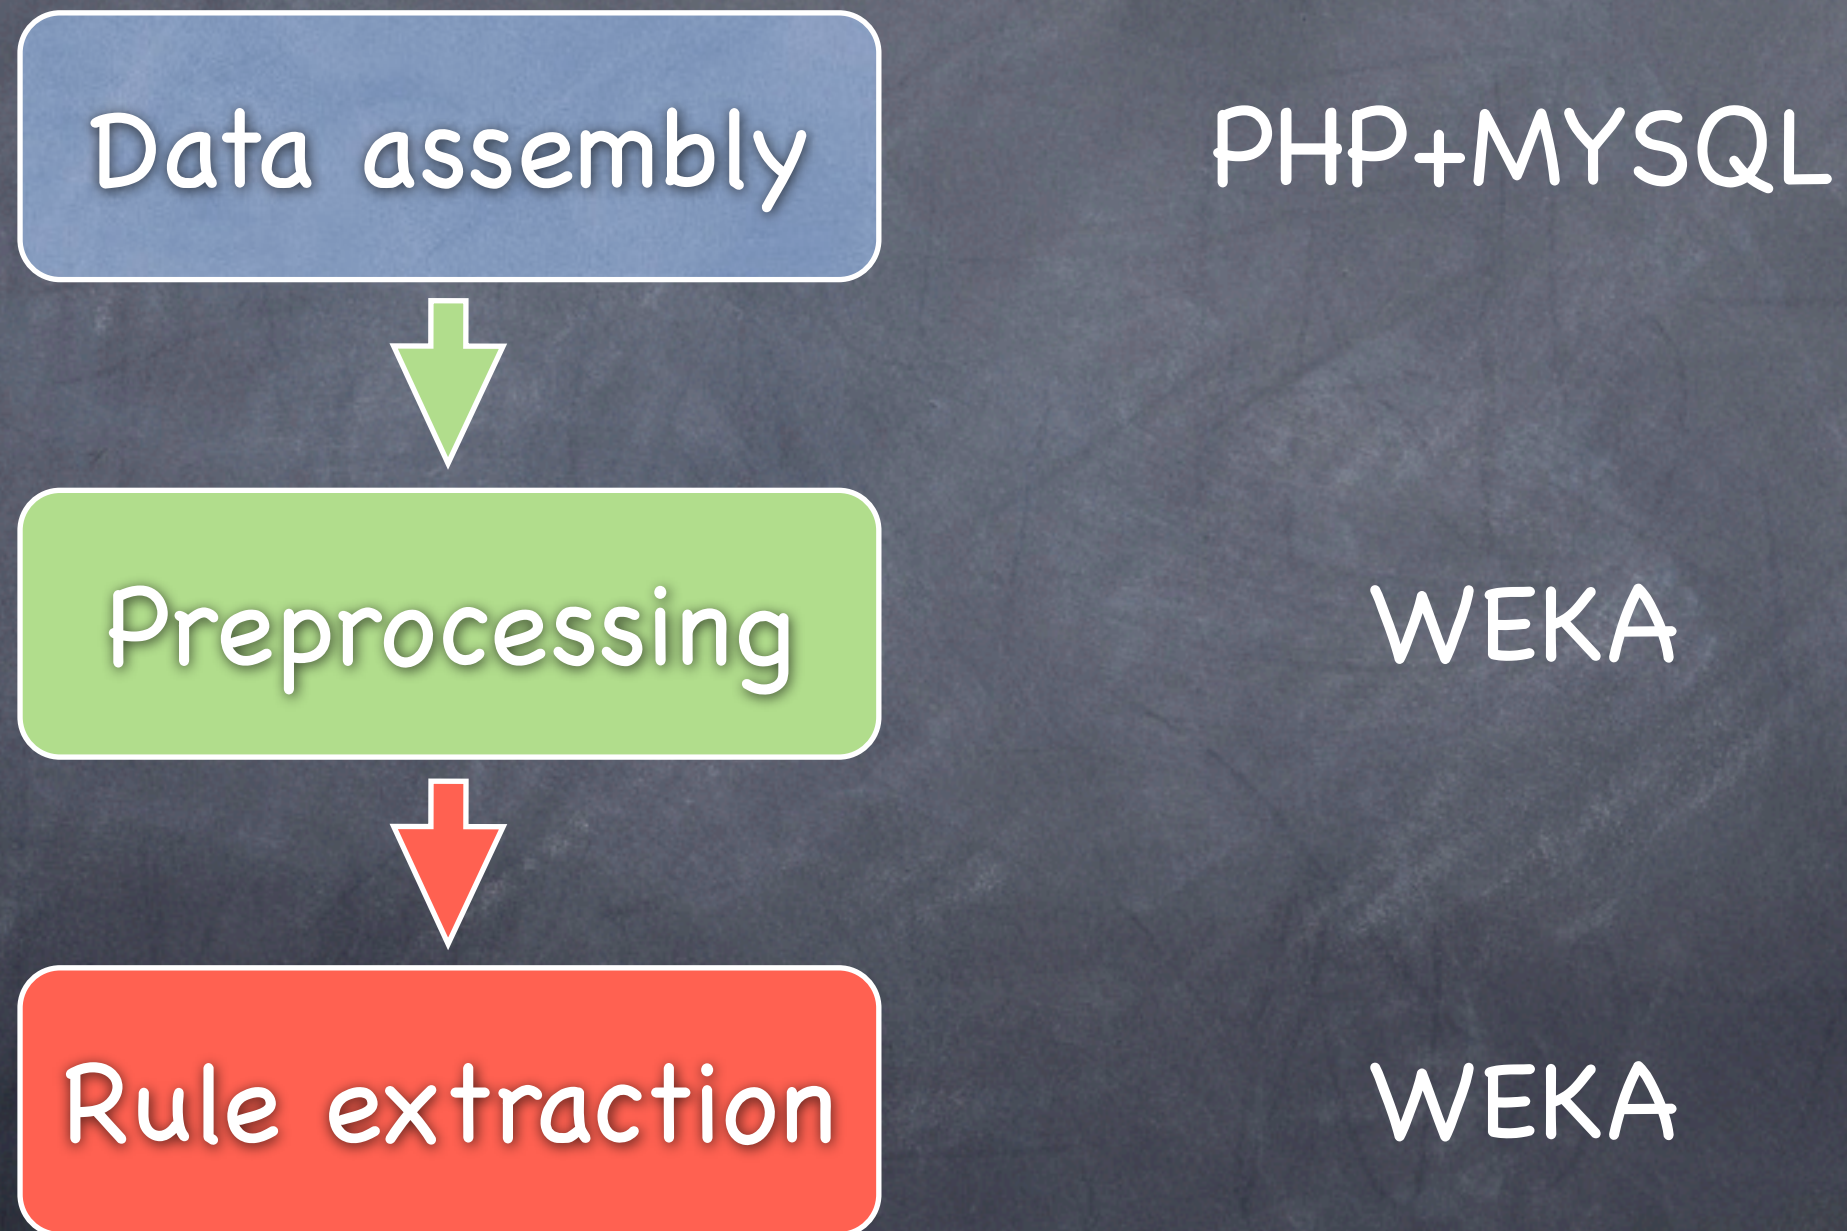 Data assembly
PHP+MYSQL
Preprocessing
WEKA
Rule extraction
WEKA